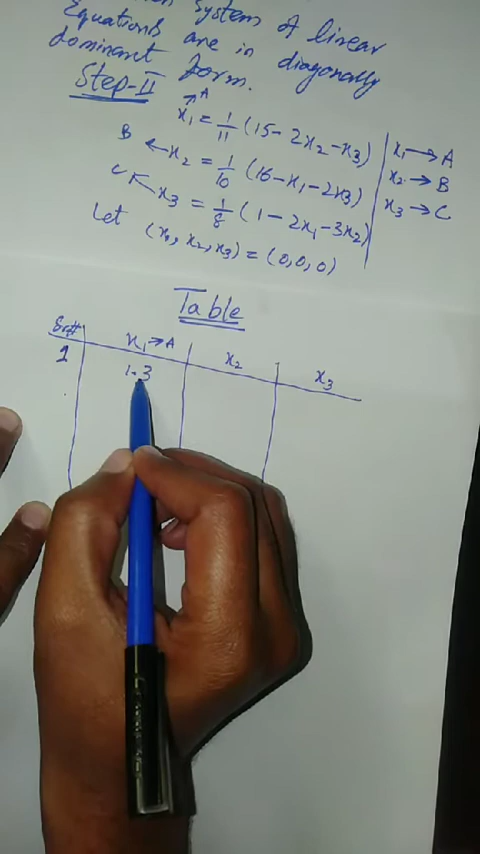 System of linear
Equations are in diagonally
dominant form.
Step-II
→ A
x₁ = 1/11 (15 - 2x₂ - x₃)
B ← x₂ = 1/10 (16 - x₁ - 2x3)
C ← x₃ = 1/8 (1 - 2x₁ - 3x₂)
x₁ → A
x₂ → B
x₃ → C
Let (x₁, x₂, x₃) = (0, 0, 0)
Table
Sr# x₁ → A x₂ x₃
1 1.3